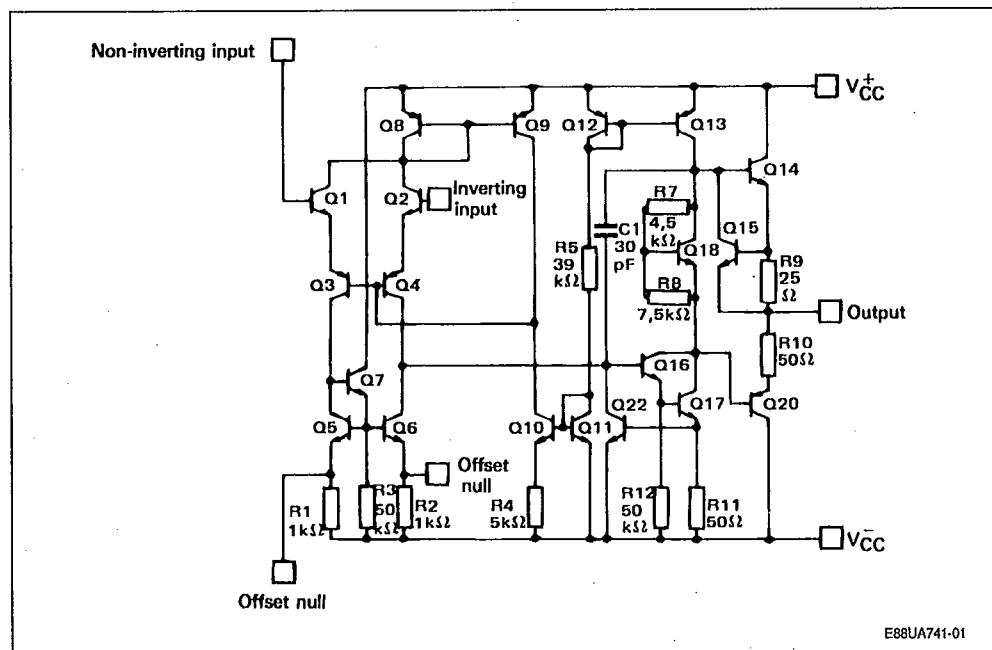 Non-inverting input
V+CC
Q8
Q9
Q12
Q13
Q14
Q1
Q2
Inverting
input
R7
4,5
kΩ
Q15
C1
30
pF
Q18
R5
39
kΩ
R9
25
Ω
Q3
Q4
R8
7,5kΩ
Output
R10
50Ω
Q7
Q16
Q5
Q6
Q10
Q11
Q22
Q17
Q20
Offset
null
R1
1kΩ
R3
50
kΩ
R2
1kΩ
R4
5kΩ
R12
50
kΩ
R11
50Ω
V−CC
Offset null
E88UA741-01